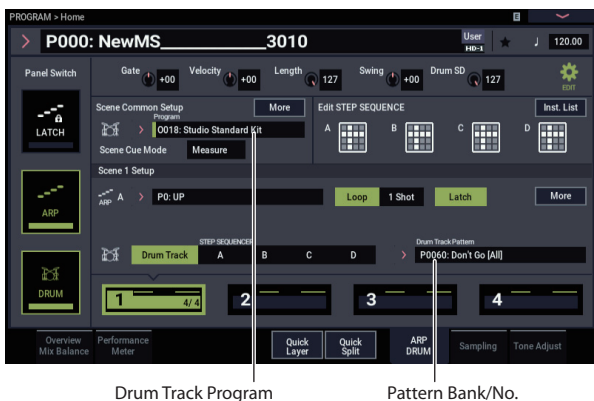 PROGRAM > Home
E
P000: NewMS______________3010
User
HD-1
120.00
Panel Switch
Gate +00 Velocity +00 Length 127 Swing +00 Drum SD 127
EDIT
LATCH
Scene Common Setup
More
Program
O018: Studio Standard Kit
Scene Cue Mode
Measure
Edit STEP SEQUENCE
Inst. List
A B C D
Scene 1 Setup
ARP
ARP A
P0: UP
Loop 1 Shot
Latch
More
STEP SEQUENCER
Drum Track A B C D
Drum Track Pattern
P0060: Don't Go [All]
DRUM
1 4/4 2 3 4
Overview
Mix Balance
Performance
Meter
Quick
Layer
Quick
Split
ARP
DRUM
Sampling
Tone Adjust
Drum Track Program
Pattern Bank/No.